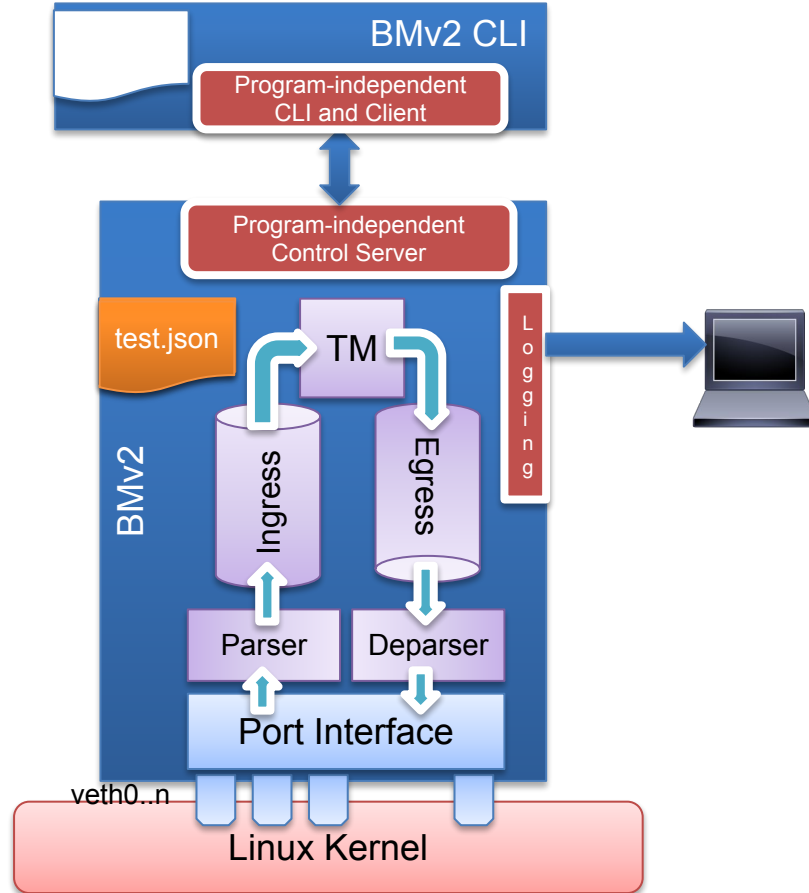 BMv2 CLI
Program-independent
CLI and Client
Program-independent
Control Server
test.json
TM
Logging
BMv2
Ingress
Egress
Parser
Deparser
Port Interface
veth0..n
Linux Kernel